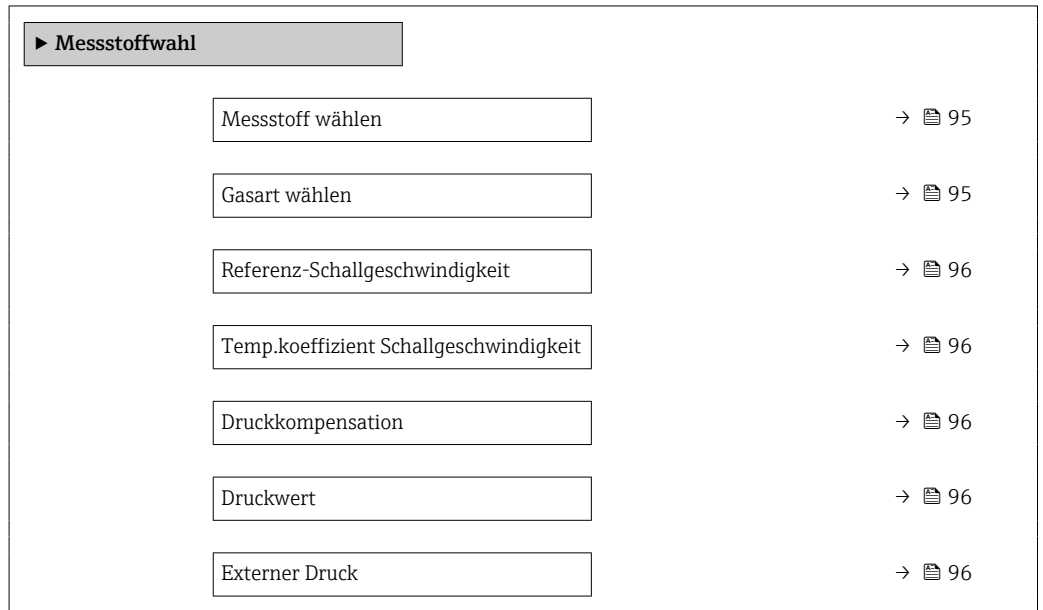 ▶ Messstoffwahl
Messstoff wählen → 95
Gasart wählen → 95
Referenz-Schallgeschwindigkeit → 96
Temp.koeffizient Schallgeschwindigkeit → 96
Druckkompensation → 96
Druckwert → 96
Externer Druck → 96